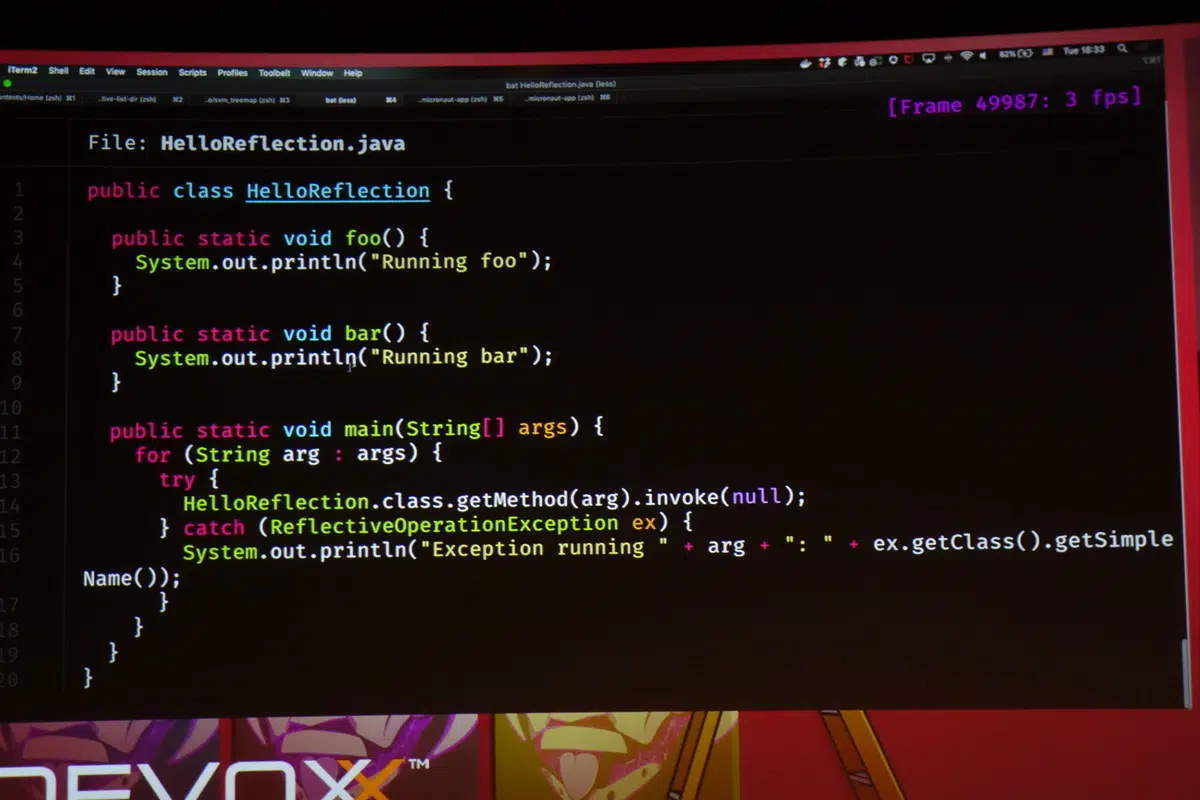 iTerm2 Shell Edit View Session Scripts Profiles Toolbelt Window Help 62% Tue 18:33
bat HelloReflection.java (less)
ontents/Home (zsh) ⌘1 ..tive-list-dir (zsh) ⌘2 ..e/svm_treemap (zsh) ⌘3 bat (less) ⌘4 ..micronaut-app (zsh) ⌘5 ..micronaut-app (zsh) ⌘6
[Frame 49987: 3 fps]
File: HelloReflection.java
1 public class HelloReflection {
2
3 public static void foo() {
4 System.out.println("Running foo");
5 }
6
7 public static void bar() {
8 System.out.println("Running bar");
9 }
10
11 public static void main(String[] args) {
12 for (String arg : args) {
13 try {
14 HelloReflection.class.getMethod(arg).invoke(null);
15 } catch (ReflectiveOperationException ex) {
16 System.out.println("Exception running " + arg + ": " + ex.getClass().getSimple
Name());
17 }
18 }
19 }
20 }
DEVOXX™